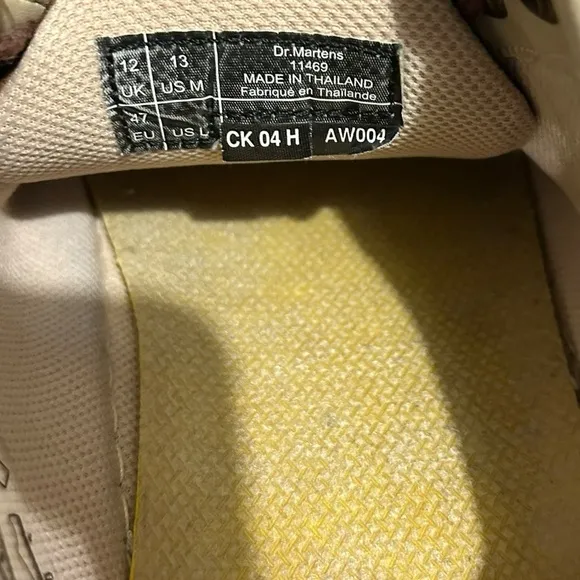 12 UK
13 US M
47 EU
US L
Dr.Martens
11469
MADE IN THAILAND
Fabriqué en Thaïlande
CK 04 H
AW004